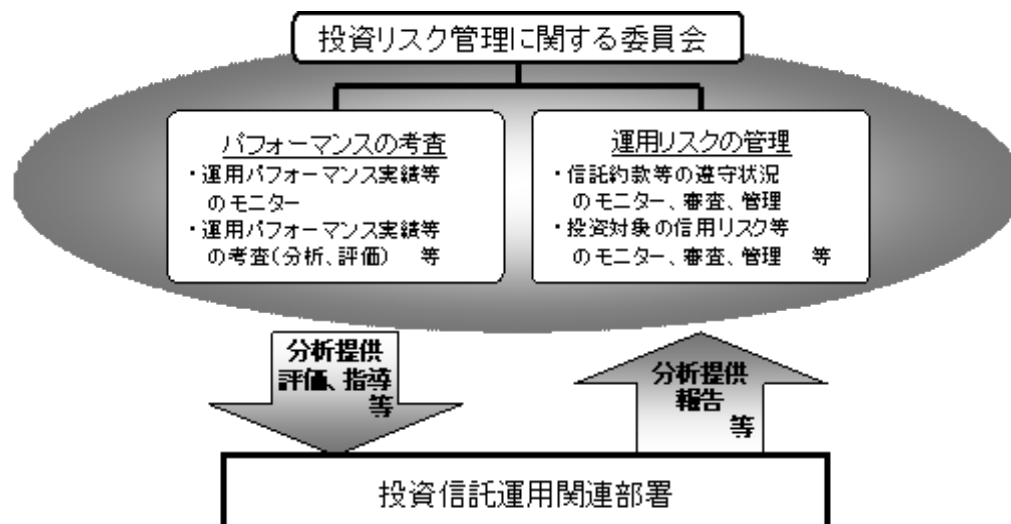 投資リスク管理に関する委員会
パフォーマンスの考査
・運用パフォーマンス実績等
のモニター
・運用パフォーマンス実績等
の考査(分析、評価) 等
運用リスクの管理
・信託約款等の遵守状況
のモニター、審査、管理
・投資対象の信用リスク等
のモニター、審査、管理 等
分析提供
評価、指導
等
分析提供
報告
等
投資信託運用関連部署